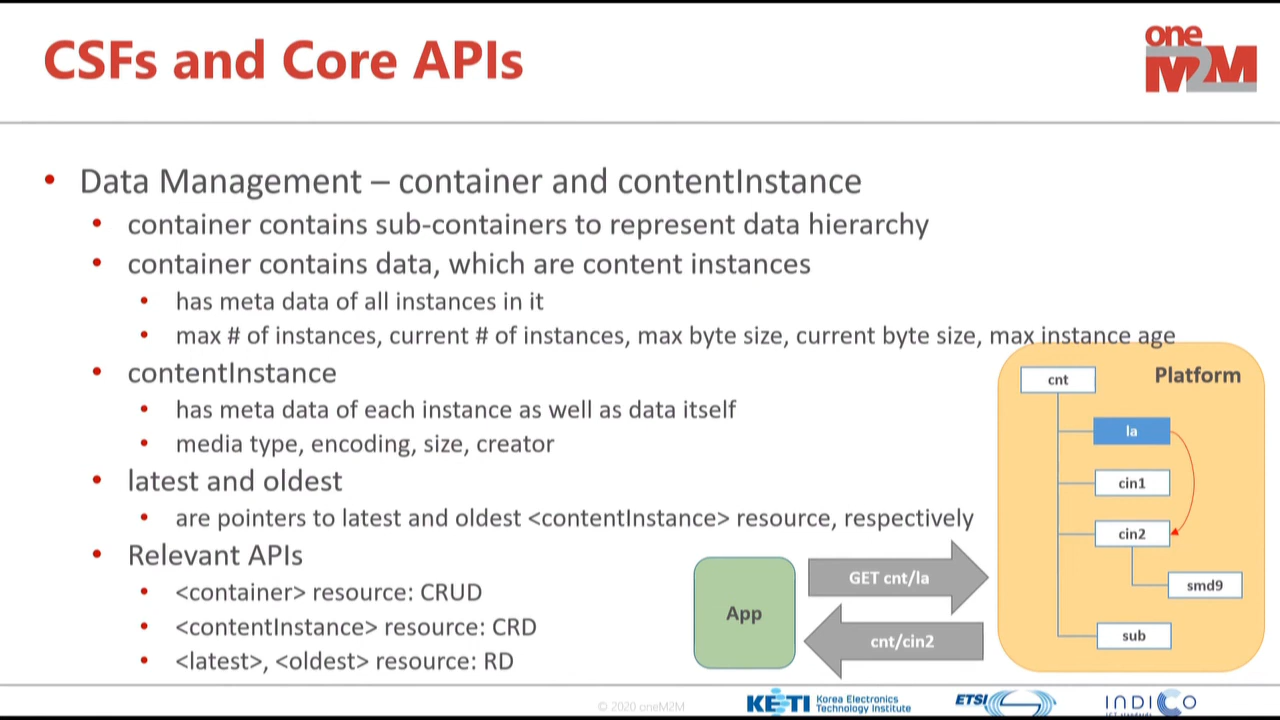 CSFs and Core APIs
one
M2M
• Data Management – container and contentInstance
• container contains sub-containers to represent data hierarchy
• container contains data, which are content instances
• has meta data of all instances in it
• max # of instances, current # of instances, max byte size, current byte size, max instance age
• contentInstance
• has meta data of each instance as well as data itself
• media type, encoding, size, creator
• latest and oldest
• are pointers to latest and oldest <contentInstance> resource, respectively
• Relevant APIs
• <container> resource: CRUD
• <contentInstance> resource: CRD
• <latest>, <oldest> resource: RD
Platform
cnt
la
cin1
cin2
smd9
sub
App
GET cnt/la
cnt/cin2
© 2020 oneM2M
KETI Korea Electronics
Technology Institute
ETSI
INDICO